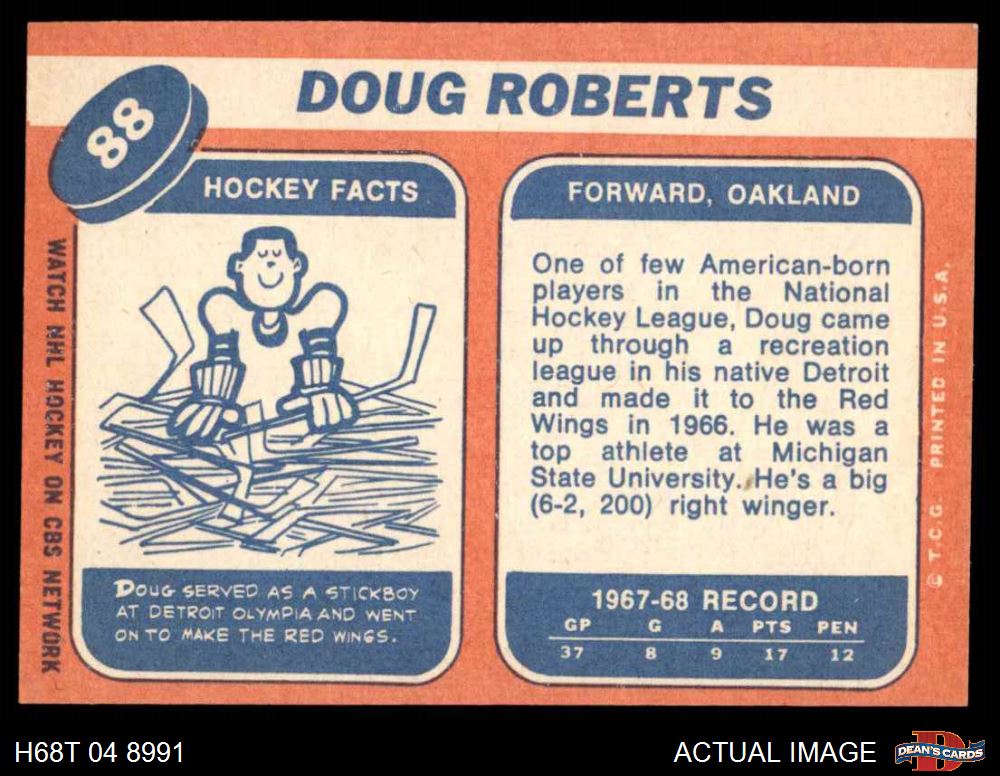 DOUG ROBERTS
88
HOCKEY FACTS
DOUG SERVED AS A STICKBOY
AT DETROIT OLYMPIA AND WENT
ON TO MAKE THE RED WINGS.
WATCH NHL HOCKEY ON CBS NETWORK
FORWARD, OAKLAND
One of few American-born
players in the National
Hockey League, Doug came
up through a recreation
league in his native Detroit
and made it to the Red
Wings in 1966. He was a
top athlete at Michigan
State University. He's a big
(6-2, 200) right winger.
1967-68 RECORD
GP G A PTS PEN
37 8 9 17 12
© T.C.G. PRINTED IN U.S.A.
H68T 04 8991
ACTUAL IMAGE
DEAN'S CARDS